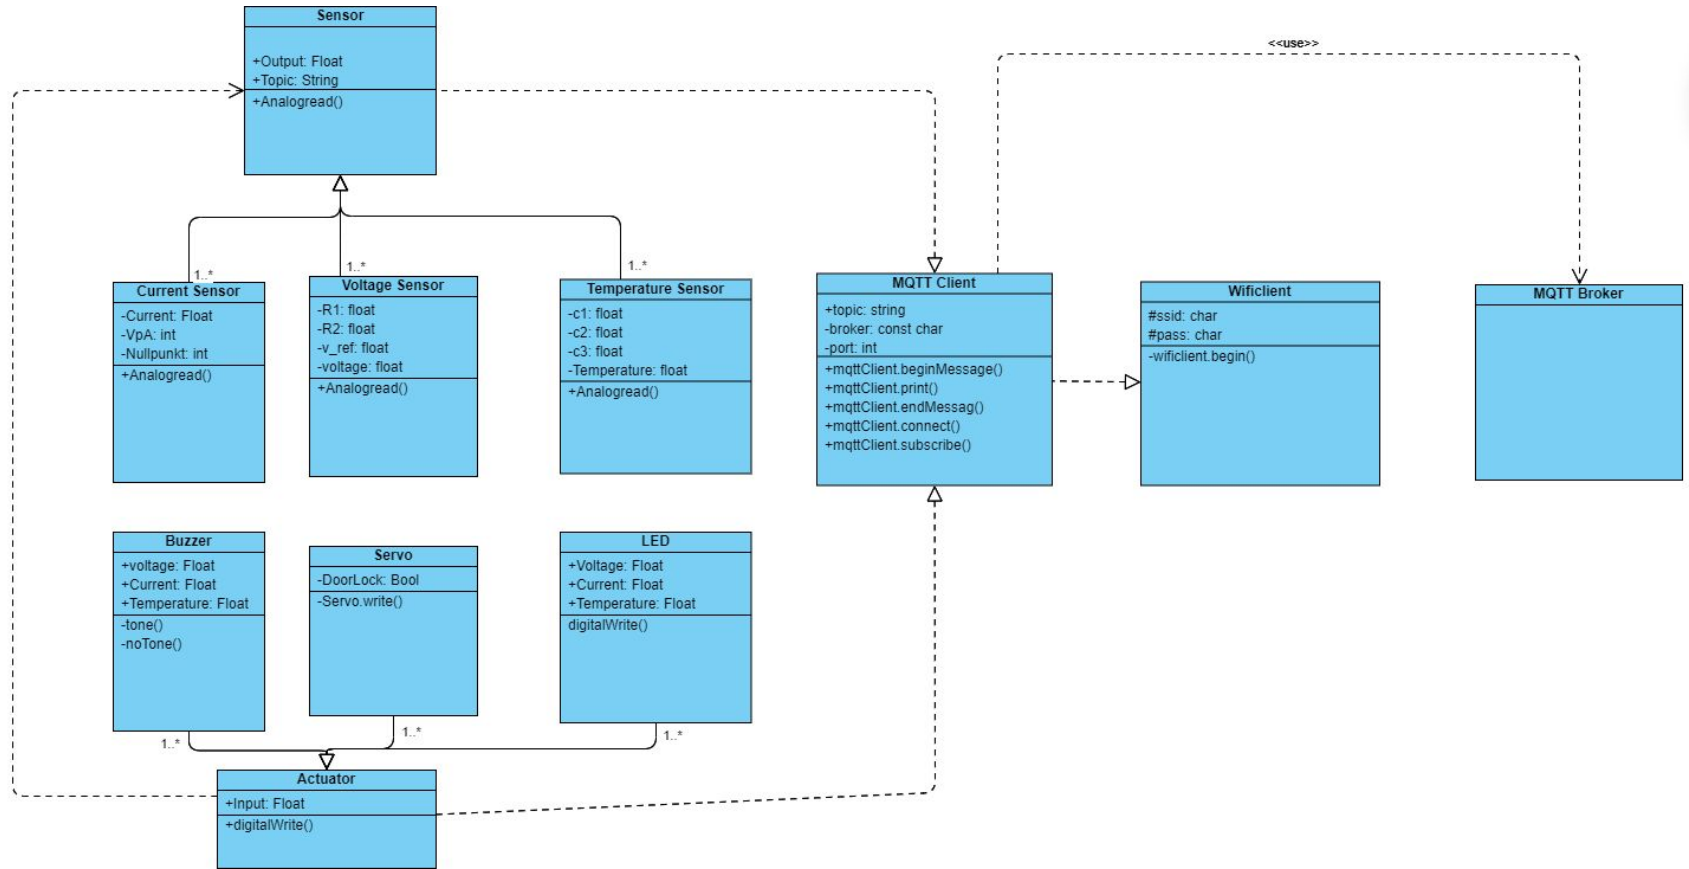 Sensor
+Output: Float
+Topic: String
+Analogread()
<<use>>
1..*
1..*
1..*
Current Sensor
-Current: Float
-VpA: int
-Nullpunkt: int
+Analogread()
Voltage Sensor
-R1: float
-R2: float
-v_ref: float
-voltage: float
+Analogread()
Temperature Sensor
-c1: float
-c2: float
-c3: float
-Temperature: float
+Analogread()
MQTT Client
+topic: string
-broker: const char
-port: int
+mqttClient.beginMessage()
+mqttClient.print()
+mqttClient.endMessag()
+mqttClient.connect()
+mqttClient.subscribe()
Wificlient
#ssid: char
#pass: char
-wificlient.begin()
MQTT Broker
Buzzer
+voltage: Float
+Current: Float
+Temperature: Float
-tone()
-noTone()
Servo
-DoorLock: Bool
-Servo.write()
LED
+Voltage: Float
+Current: Float
+Temperature: Float
digitalWrite()
1..*
1..*
1..*
Actuator
+Input: Float
+digitalWrite()